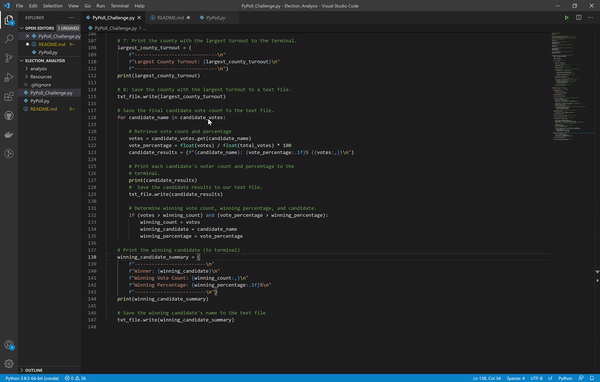 File Edit Selection View Go Run Terminal Help
PyPoll_Challenge.py - Election_Analysis - Visual Studio Code
EXPLORER
OPEN EDITORS 1 UNSAVED
PyPoll_Challenge.py
README.md
PyPoll.py
ELECTION_ANALYSIS
analysis
Resources
.gitignore
PyPoll_Challenge.py
PyPoll.py
README.md
OUTLINE
PyPoll_Challenge.py README.md PyPoll.py
PyPoll_Challenge.py > ...
106
107 # 7: Print the county with the largest turnout to the terminal.
108 largest_county_turnout = (
109 f"---------------------------\n"
110 f"Largest County Turnout: {largest_county_turnout}\n"
111 f"---------------------------\n")
112 print(largest_county_turnout)
113
114 # 8: Save the county with the largest turnout to a text file.
115 txt_file.write(largest_county_turnout)
116
117 # Save the final candidate vote count to the text file.
118 for candidate_name in candidate_votes:
119
120 # Retrieve vote count and percentage
121 votes = candidate_votes.get(candidate_name)
122 vote_percentage = float(votes) / float(total_votes) * 100
123 candidate_results = (f"{candidate_name}: {vote_percentage:.1f}% ({votes:,})\n")
124
125 # Print each candidate's voter count and percentage to the
126 # terminal.
127 print(candidate_results)
128 # Save the candidate results to our text file.
129 txt_file.write(candidate_results)
130
131 # Determine winning vote count, winning percentage, and candidate.
132 if (votes > winning_count) and (vote_percentage > winning_percentage):
133 winning_count = votes
134 winning_candidate = candidate_name
135 winning_percentage = vote_percentage
136
137 # Print the winning candidate (to terminal)
138 winning_candidate_summary = (
139 f"-------------------------\n"
140 f"Winner: {winning_candidate}\n"
141 f"Winning Vote Count: {winning_count:,}\n"
142 f"Winning Percentage: {winning_percentage:.1f}%\n"
143 f"-------------------------\n")
144 print(winning_candidate_summary)
145
146 # Save the winning candidate's name to the text file
147 txt_file.write(winning_candidate_summary)
148
Ln 138, Col 34 Spaces: 4 UTF-8 LF Python